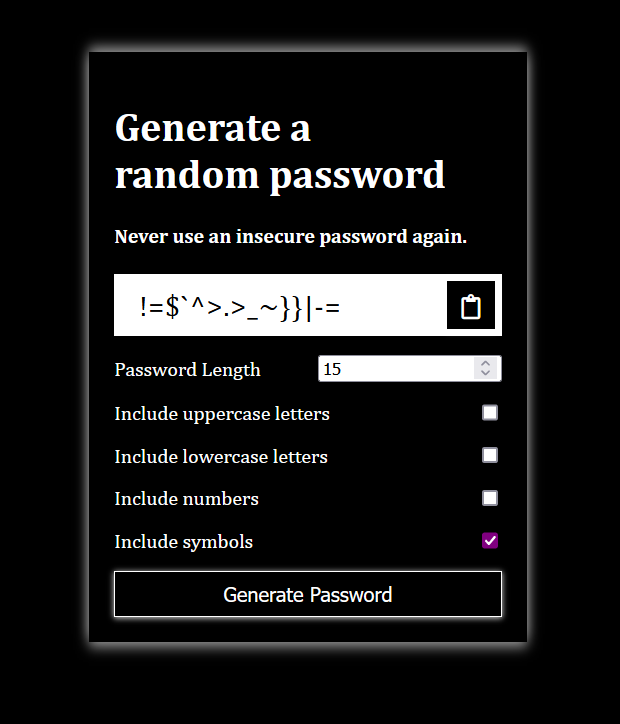 Generate a
random password
Never use an insecure password again.
!=$`^>.>_~}}|-=
Password Length
15
Include uppercase letters
Include lowercase letters
Include numbers
Include symbols
Generate Password